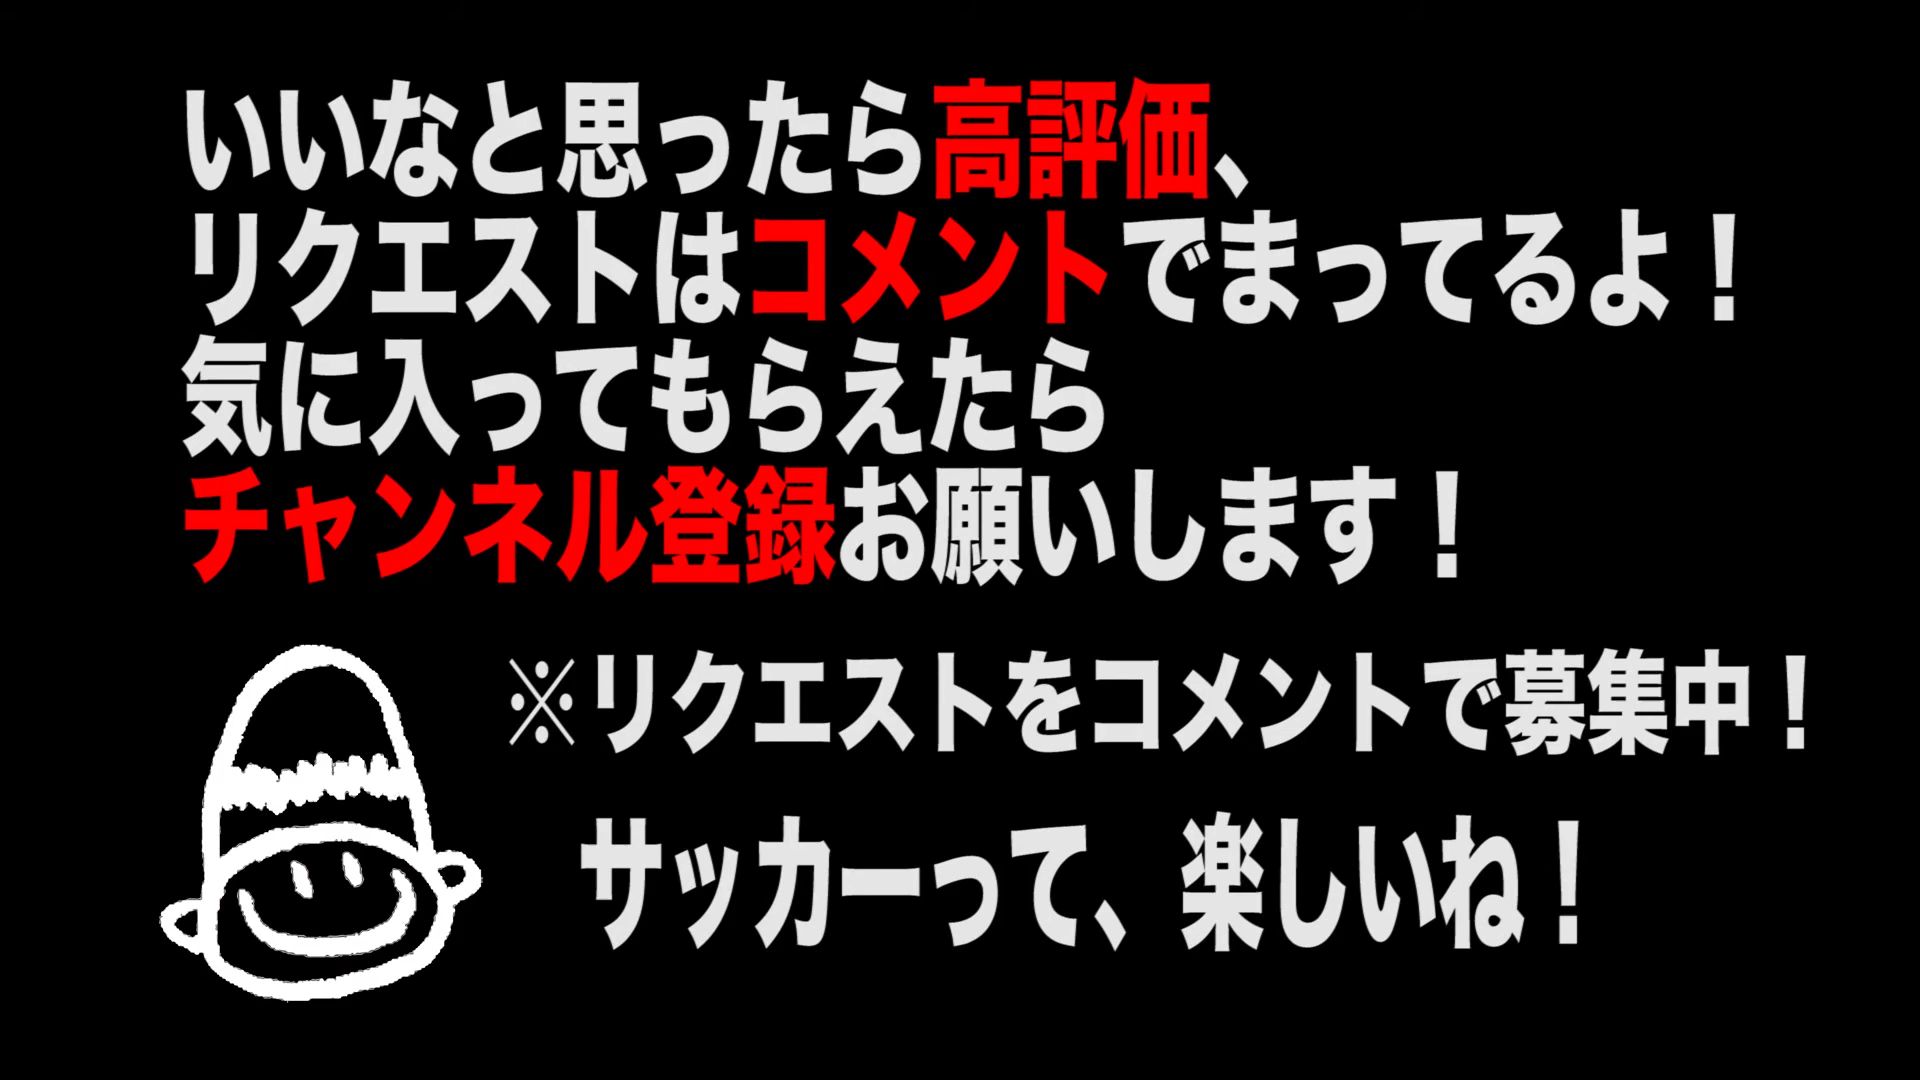 いいなと思ったら高評価、
リクエストはコメントでまってるよ！
気に入ってもらえたら
チャンネル登録お願いします！
※リクエストをコメントで募集中！
サッカーって、楽しいね！